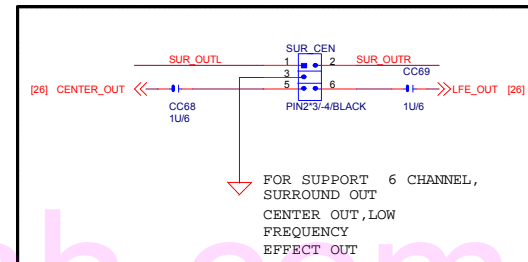 SUR_CEN
SUR_OUTL 1 2 SUR_OUTR
3 CC69
[26] CENTER_OUT 5 6 LFE_OUT [26]
CC68 PIN2*3/-4/BLACK 1U/6
1U/6
FOR SUPPORT 6 CHANNEL,
SURROUND OUT
CENTER OUT,LOW
FREQUENCY
EFFECT OUT